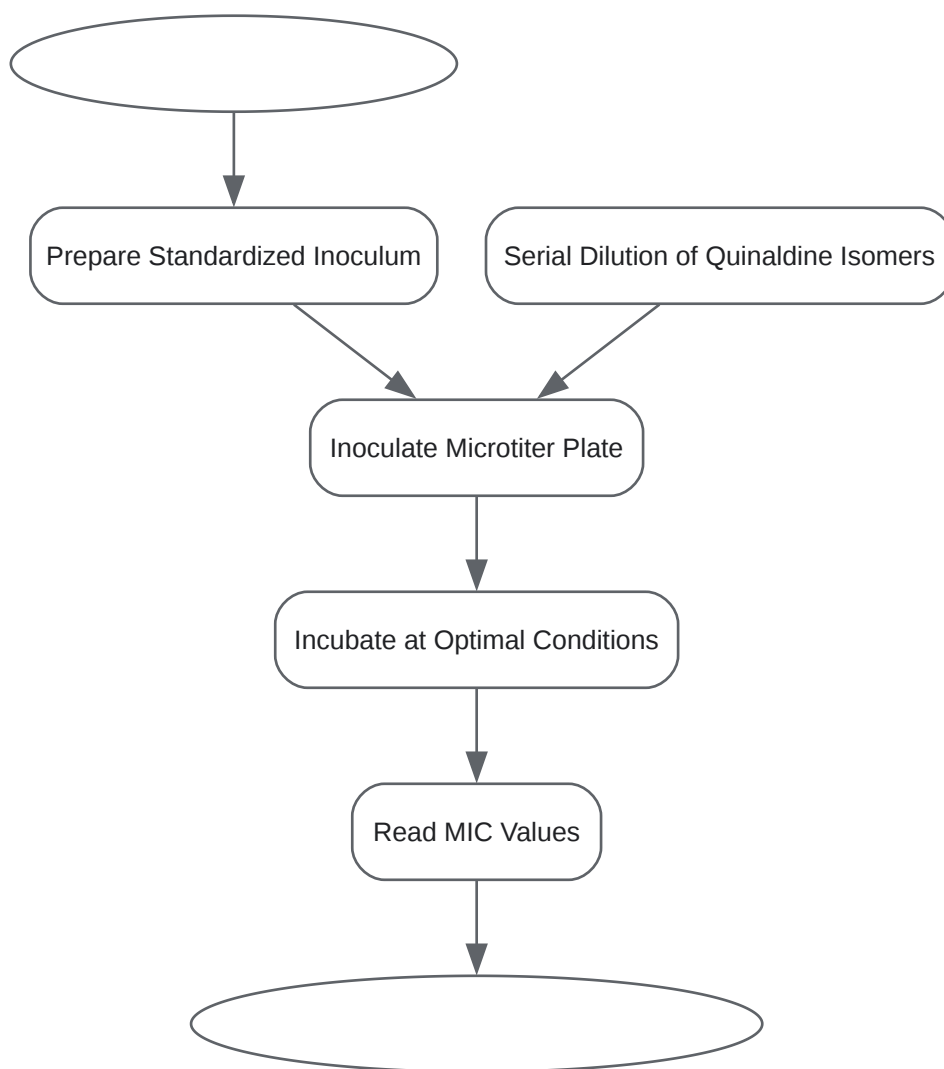 Prepare Standardized Inoculum
Serial Dilution of Quinaldine Isomers
Inoculate Microtiter Plate
Incubate at Optimal Conditions
Read MIC Values